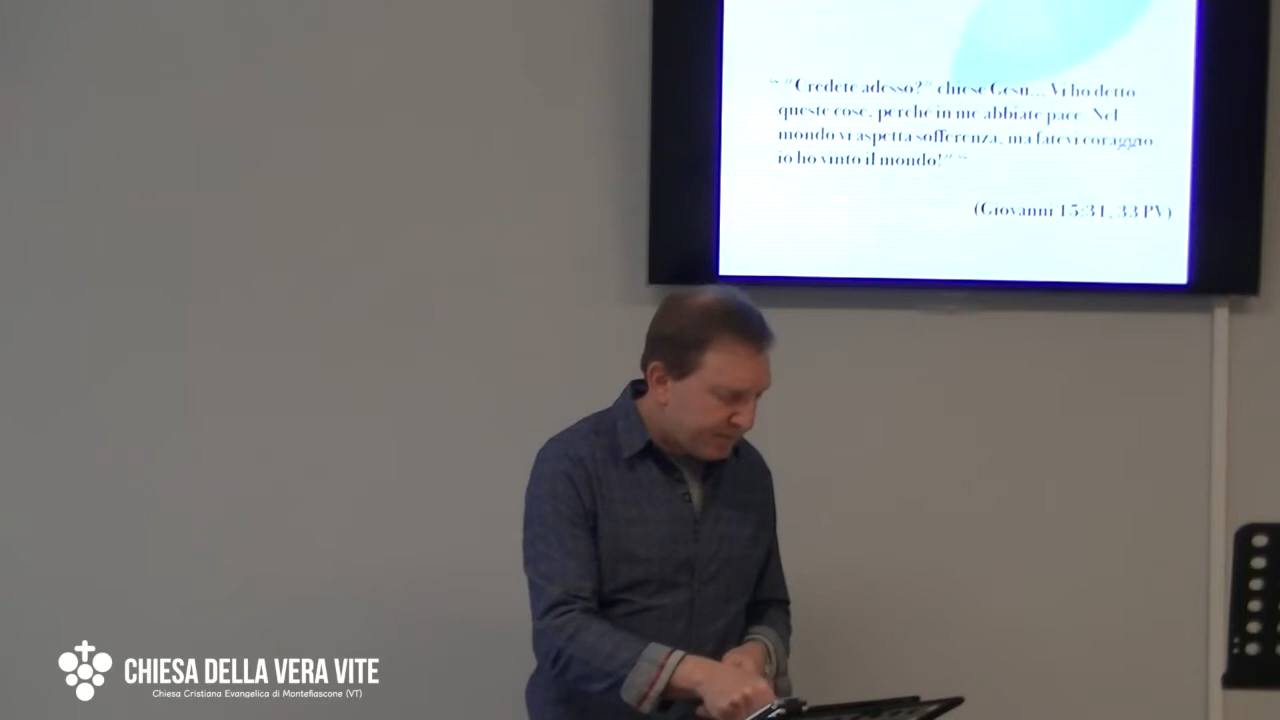 ~ "Credete adesso?" chiese Gesù... Vi ho detto
queste cose, perché in me abbiate pace. Nel
mondo vi aspetta sofferenza, ma fatevi coraggio
io ho vinto il mondo!" ~
(Giovanni 15:31, 33 PV)
CHIESA DELLA VERA VITE
Chiesa Cristiana Evangelica di Montefiascone (VT)